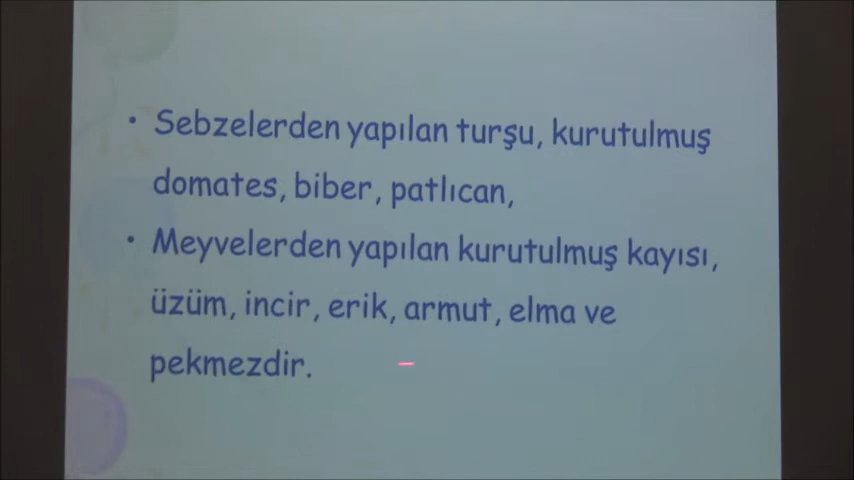 • Sebzelerden yapılan turşu, kurutulmuş
domates, biber, patlıcan,
• Meyvelerden yapılan kurutulmuş kayısı,
üzüm, incir, erik, armut, elma ve
pekmezdir.